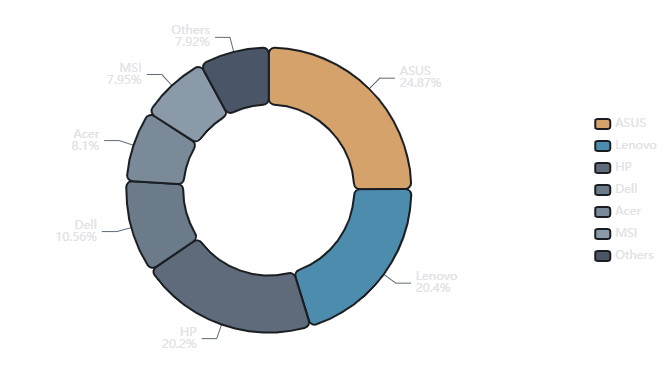 Others
7.92%
MSI
7.95%
Acer
8.1%
Dell
10.56%
HP
20.2%
Lenovo
20.4%
ASUS
24.87%
ASUS
Lenovo
HP
Dell
Acer
MSI
Others